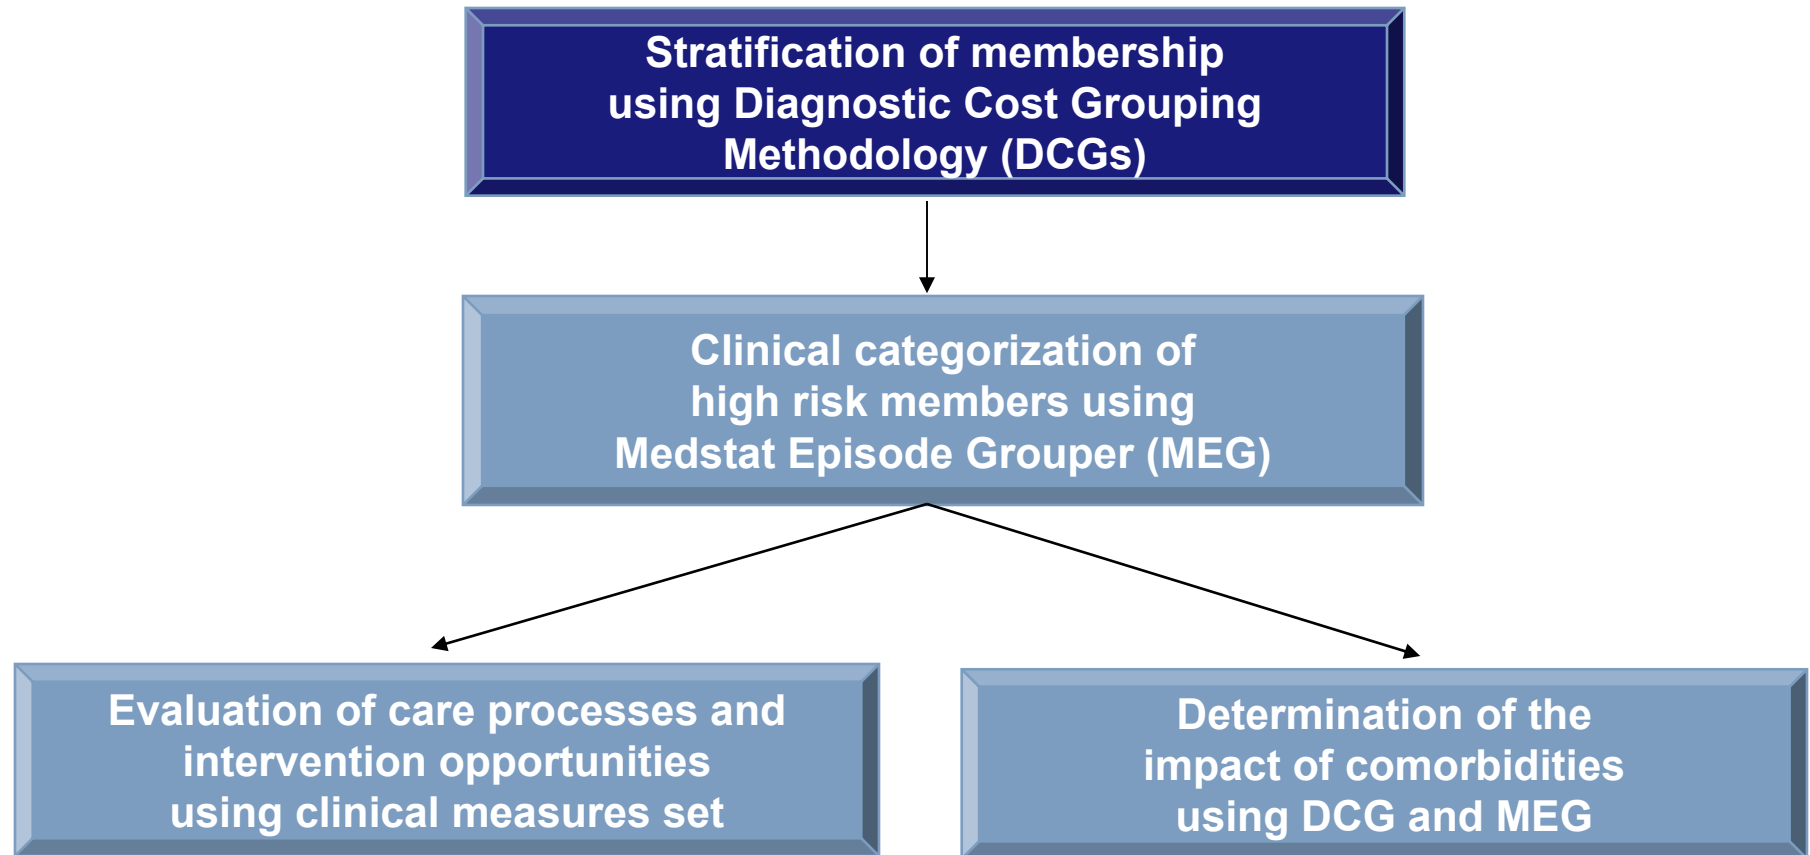 Stratification of membership
using Diagnostic Cost Grouping
Methodology (DCGs)
Clinical categorization of
high risk members using
Medstat Episode Grouper (MEG)
Evaluation of care processes and
intervention opportunities
using clinical measures set
Determination of the
impact of comorbidities
using DCG and MEG